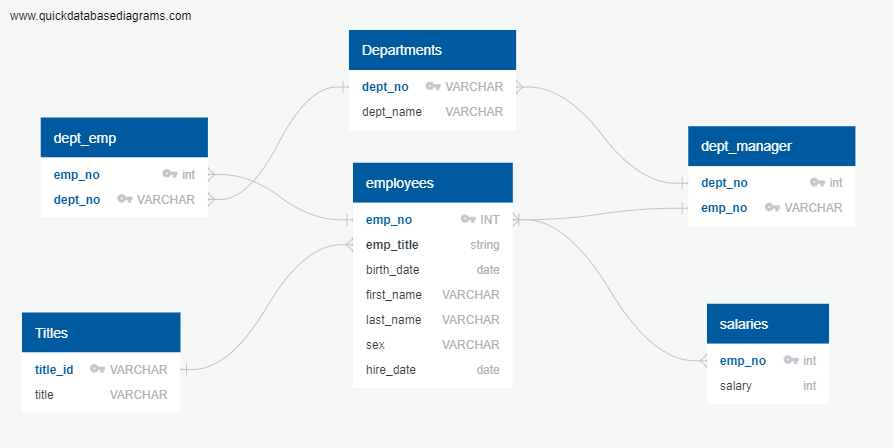 www.quickdatabasediagrams.com
Departments
dept_no VARCHAR
dept_name VARCHAR
dept_emp
emp_no int
dept_no VARCHAR
dept_manager
dept_no int
emp_no VARCHAR
employees
emp_no INT
emp_title string
birth_date date
first_name VARCHAR
last_name VARCHAR
sex VARCHAR
hire_date date
Titles
title_id VARCHAR
title VARCHAR
salaries
emp_no int
salary int